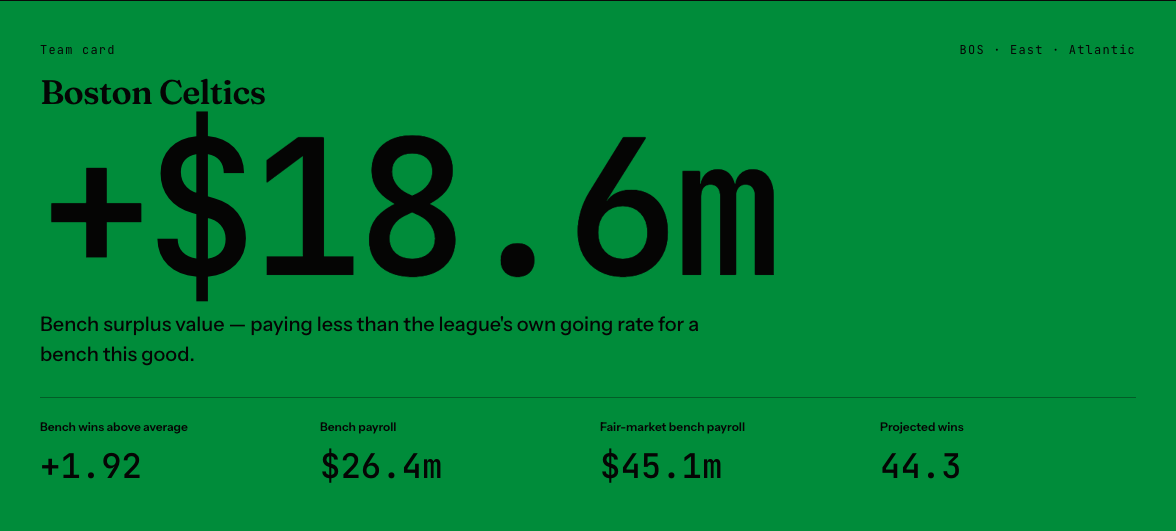 Team card
BOS · East · Atlantic
Boston Celtics
+$18.6m
Bench surplus value — paying less than the league's own going rate for a
bench this good.
Bench wins above average
Bench payroll
Fair-market bench payroll
Projected wins
+1.92
$26.4m
$45.1m
44.3